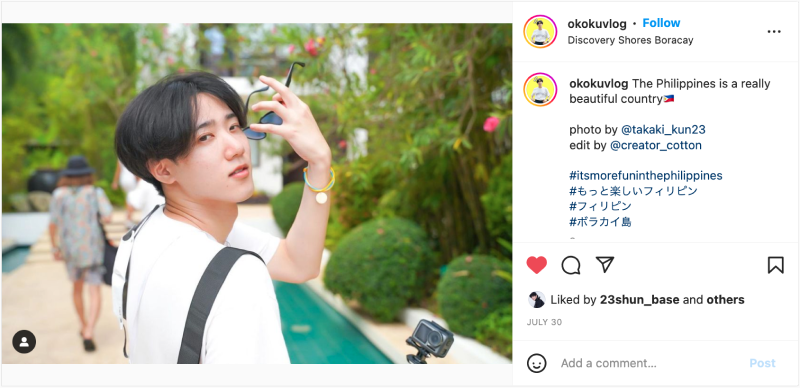 okokuvlog • Follow
Discovery Shores Boracay
okokuvlog The Philippines is a really
beautiful country🇵🇭
photo by @takaki_kun23
edit by @creator_cotton
#itsmorefuninthephilippines
#もっと楽しいフィリピン
#フィリピン
#ボラカイ島
Liked by 23shun_base and others
JULY 30
Add a comment...
Post